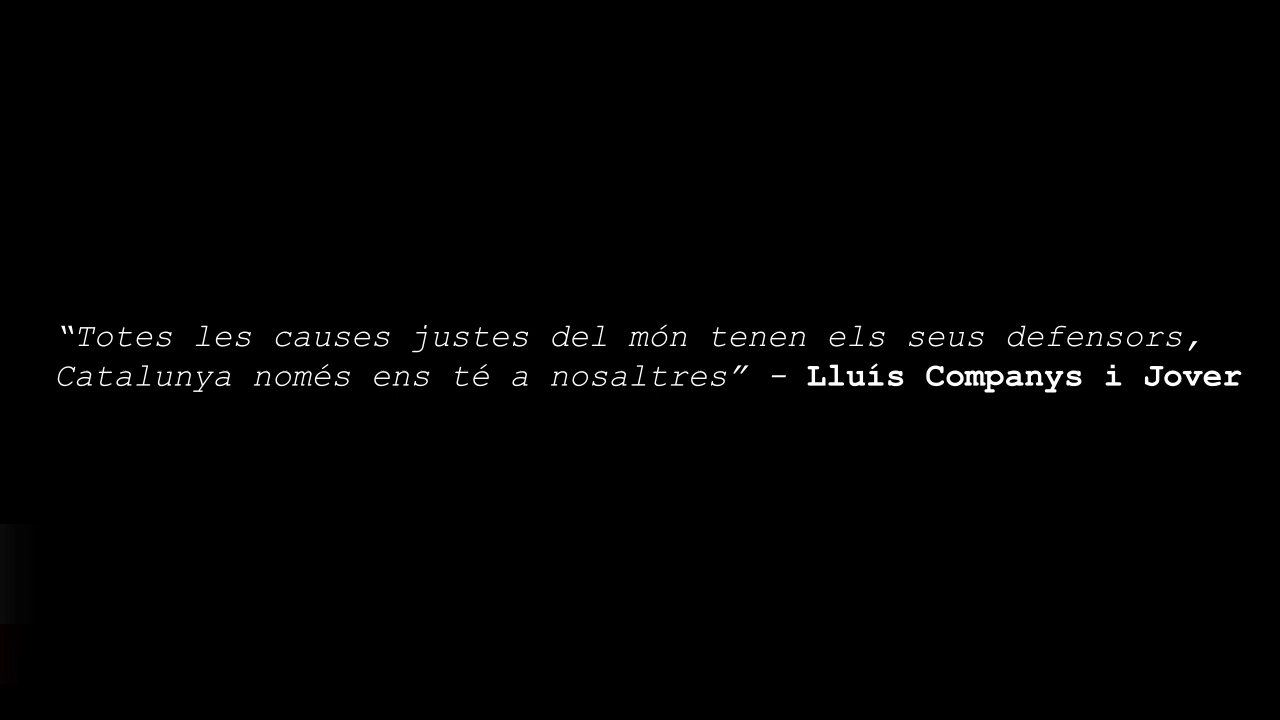 “Totes les causes justes del món tenen els seus defensors,
Catalunya només ens té a nosaltres” - Lluís Companys i Jover